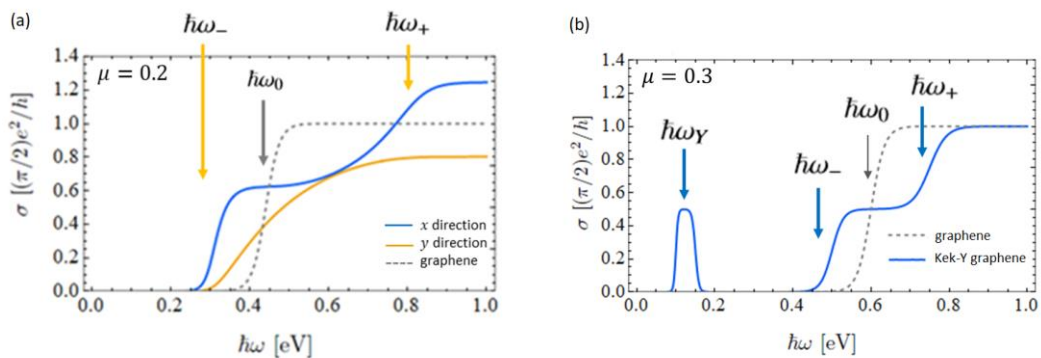 (a)
ħω₋
ħω₊
ħω₀
μ = 0.2
1.4
1.2
1.0
0.8
0.6
0.4
0.2
0.0
σ [(π/2)e²/h]
x direction
y direction
graphene
0.0 0.2 0.4 0.6 0.8 1.0
ħω [eV]
(b)
μ = 0.3
ħω_Y
ħω₋
ħω₀
ħω₊
1.4
1.2
1.0
0.8
0.6
0.4
0.2
0.0
σ [(π/2)e²/h]
graphene
Kek-Y graphene
0.0 0.2 0.4 0.6 0.8 1.0
ħω [eV]